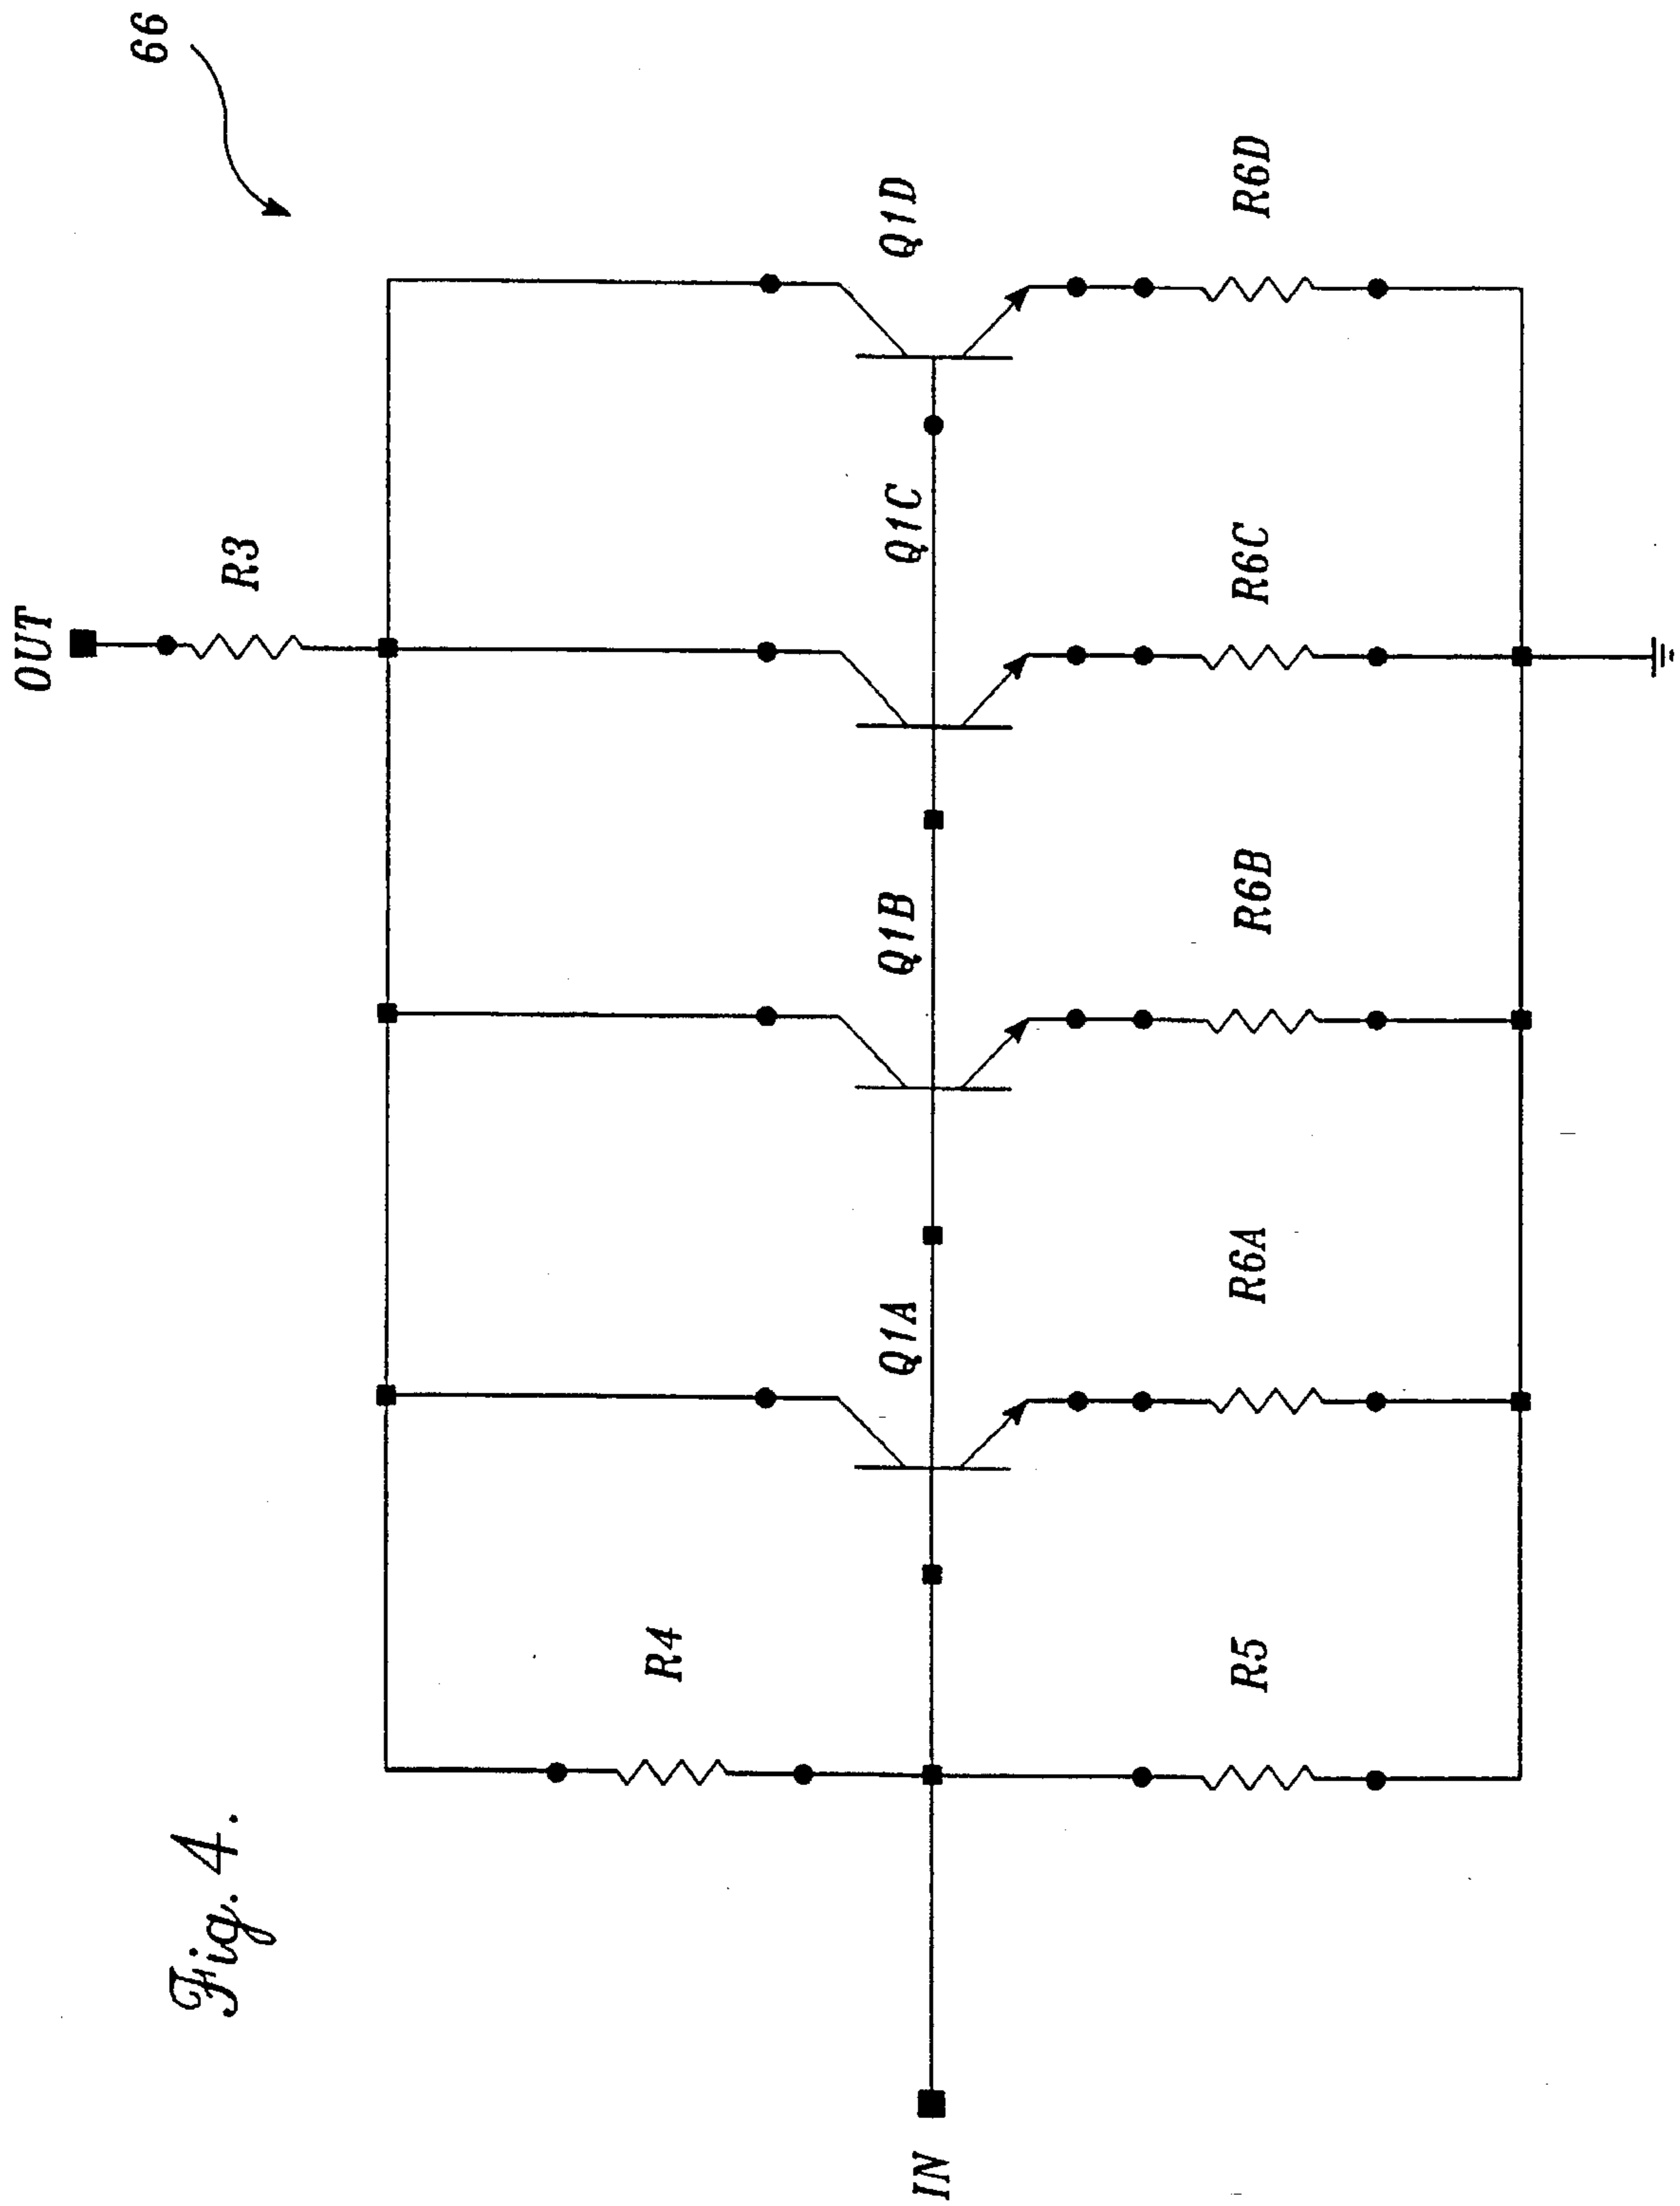 Fig. 4.
66
OUT
R3
R4
Q1A
Q1B
Q1C
Q1D
IN
R5
R6A
R6B
R6C
R6D